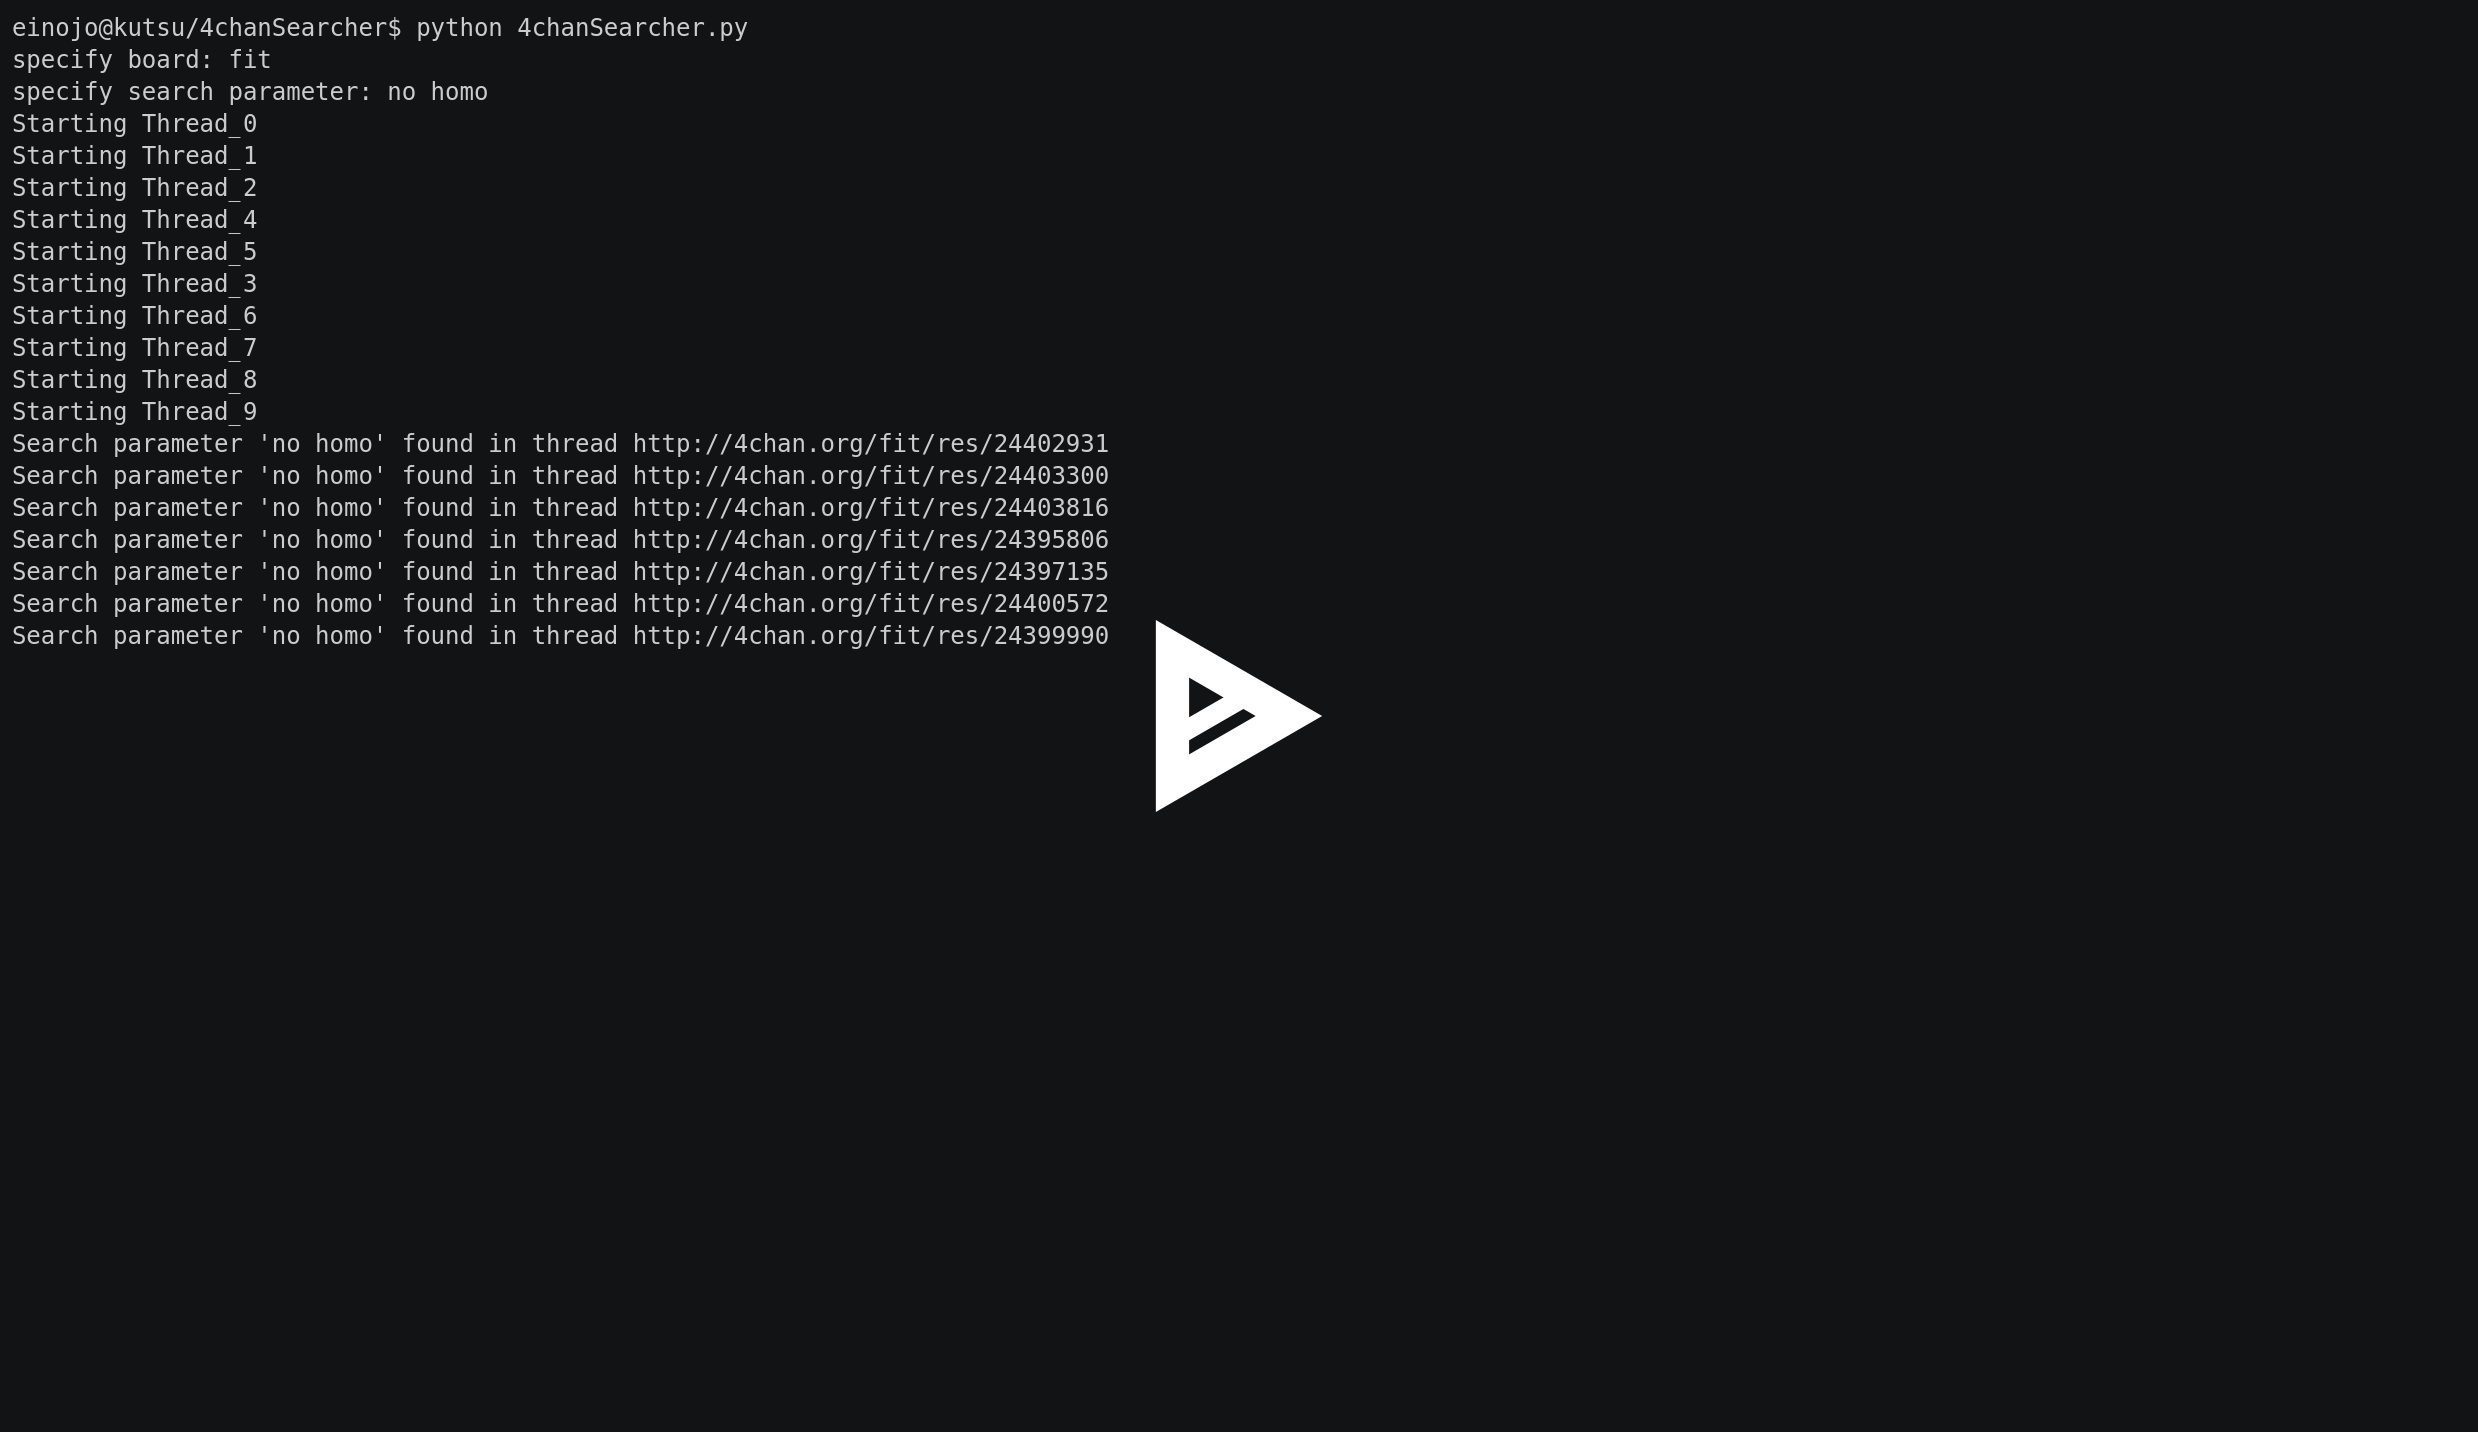 einojo@kutsu/4chanSearcher$ python 4chanSearcher.py
specify board: fit
specify search parameter: no homo
Starting Thread_0
Starting Thread_1
Starting Thread_2
Starting Thread_4
Starting Thread_5
Starting Thread_3
Starting Thread_6
Starting Thread_7
Starting Thread_8
Starting Thread_9
Search parameter 'no homo' found in thread http://4chan.org/fit/res/24402931
Search parameter 'no homo' found in thread http://4chan.org/fit/res/24403300
Search parameter 'no homo' found in thread http://4chan.org/fit/res/24403816
Search parameter 'no homo' found in thread http://4chan.org/fit/res/24395806
Search parameter 'no homo' found in thread http://4chan.org/fit/res/24397135
Search parameter 'no homo' found in thread http://4chan.org/fit/res/24400572
Search parameter 'no homo' found in thread http://4chan.org/fit/res/24399990